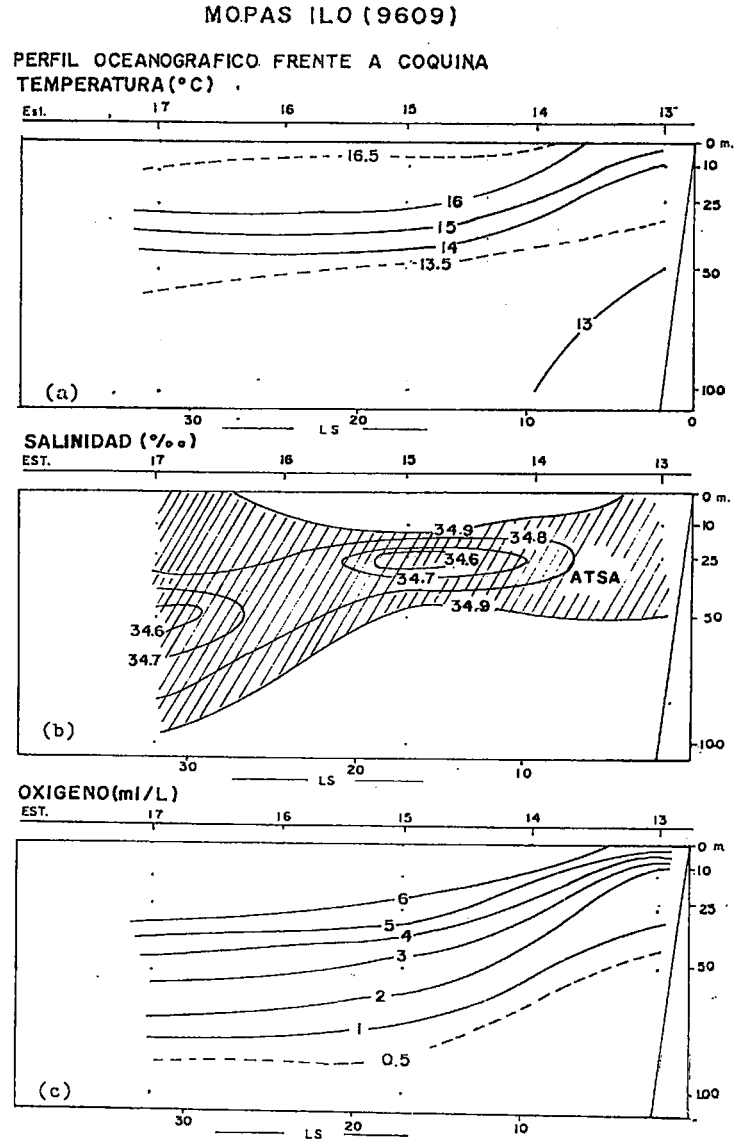 MOPAS ILO (9609)
PERFIL OCEANOGRAFICO FRENTE A COQUINA
TEMPERATURA (°C)
Est. 17 16 15 14 13
0 m.
16.5
10
16
25
15
14
13.5
50
13
(a)
100
30 20 10 0
LS
SALINIDAD (‰)
EST. 17 16 15 14 13
0 m.
34.9 34.8
10
34.6
25
34.7
ATSA
34.9
50
34.6
34.7
(b)
100
30 20 10
LS
OXIGENO (ml/L)
EST. 17 16 15 14 13
0 m
10
6
25
5
4
3
50
2
1
0.5
(c)
100
30 20 10
LS